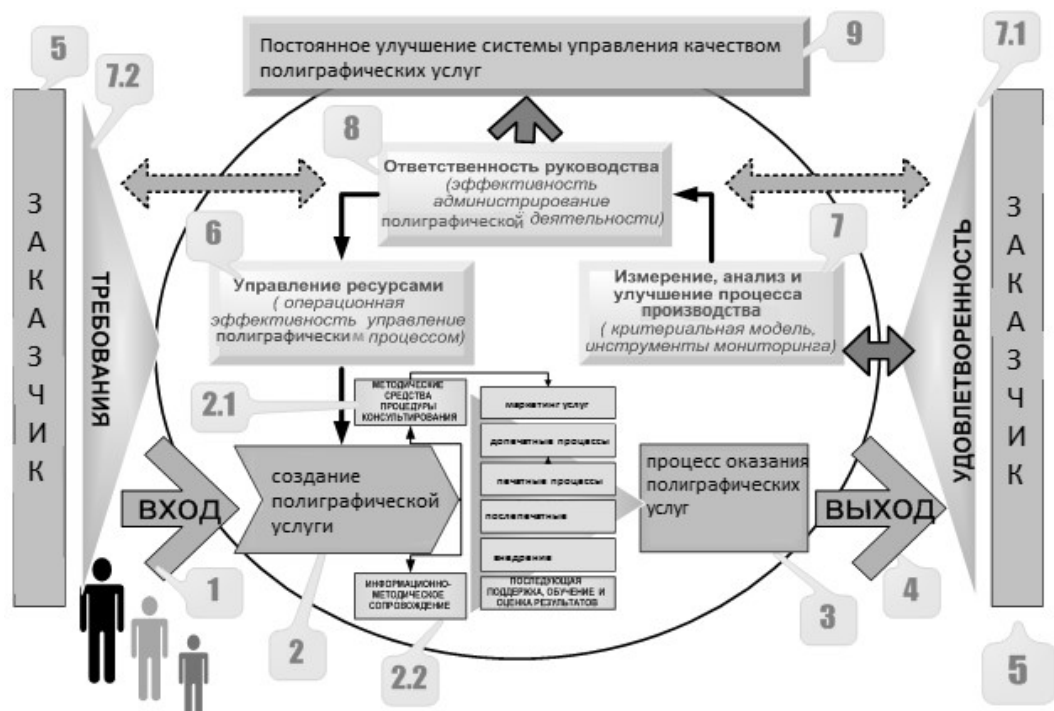 5
7.2
Постоянное улучшение системы управления качеством
полиграфических услуг
9
7.1
ЗАКАЗЧИК
ТРЕБОВАНИЯ
8
Ответственность руководства
(эффективность
администрирование
полиграфической деятельности)
6
Управление ресурсами
( операционная
эффективность управление
полиграфическим процессом)
7
Измерение, анализ и
улучшение процесса
производства
( критериальная модель,
инструменты мониторинга)
УДОВЛЕТВОРЕННОСТЬ
ЗАКАЗЧИК
2.1
МЕТОДИЧЕСКИЕ
СРЕДСТВА
ПРОЦЕДУРЫ
КОНСУЛЬТИРОВАНИЯ
маркетинг услуг
допечатные процессы
печатные процессы
послепечатные
внедрение
ПОСЛЕДУЮЩАЯ
ПОДДЕРЖКА, ОБУЧЕНИЕ И
ОЦЕНКА РЕЗУЛЬТАТОВ
ВХОД
создание
полиграфической
услуги
процесс оказания
полиграфических
услуг
ВЫХОД
ИНФОРМАЦИОННО-
МЕТОДИЧЕСКОЕ
СОПРОВОЖДЕНИЕ
1
2
2.2
3
4
5